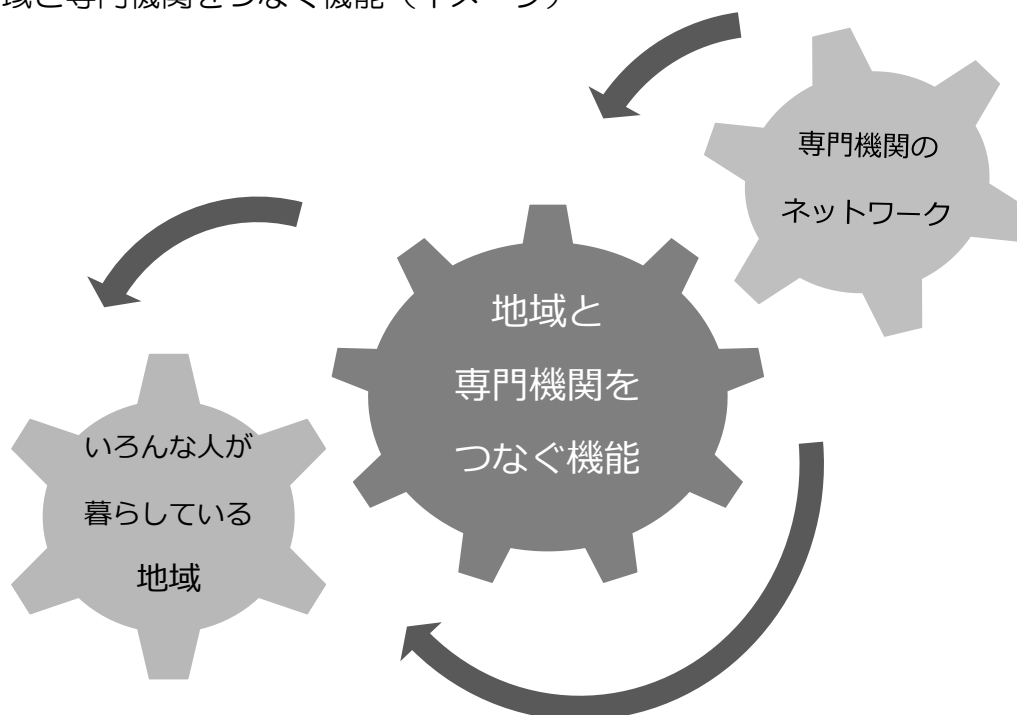 域と専門機関をつなぐ機能（イメージ）
専門機関の
ネットワーク
地域と
専門機関を
つなぐ機能
いろんな人が
暮らしている
地域